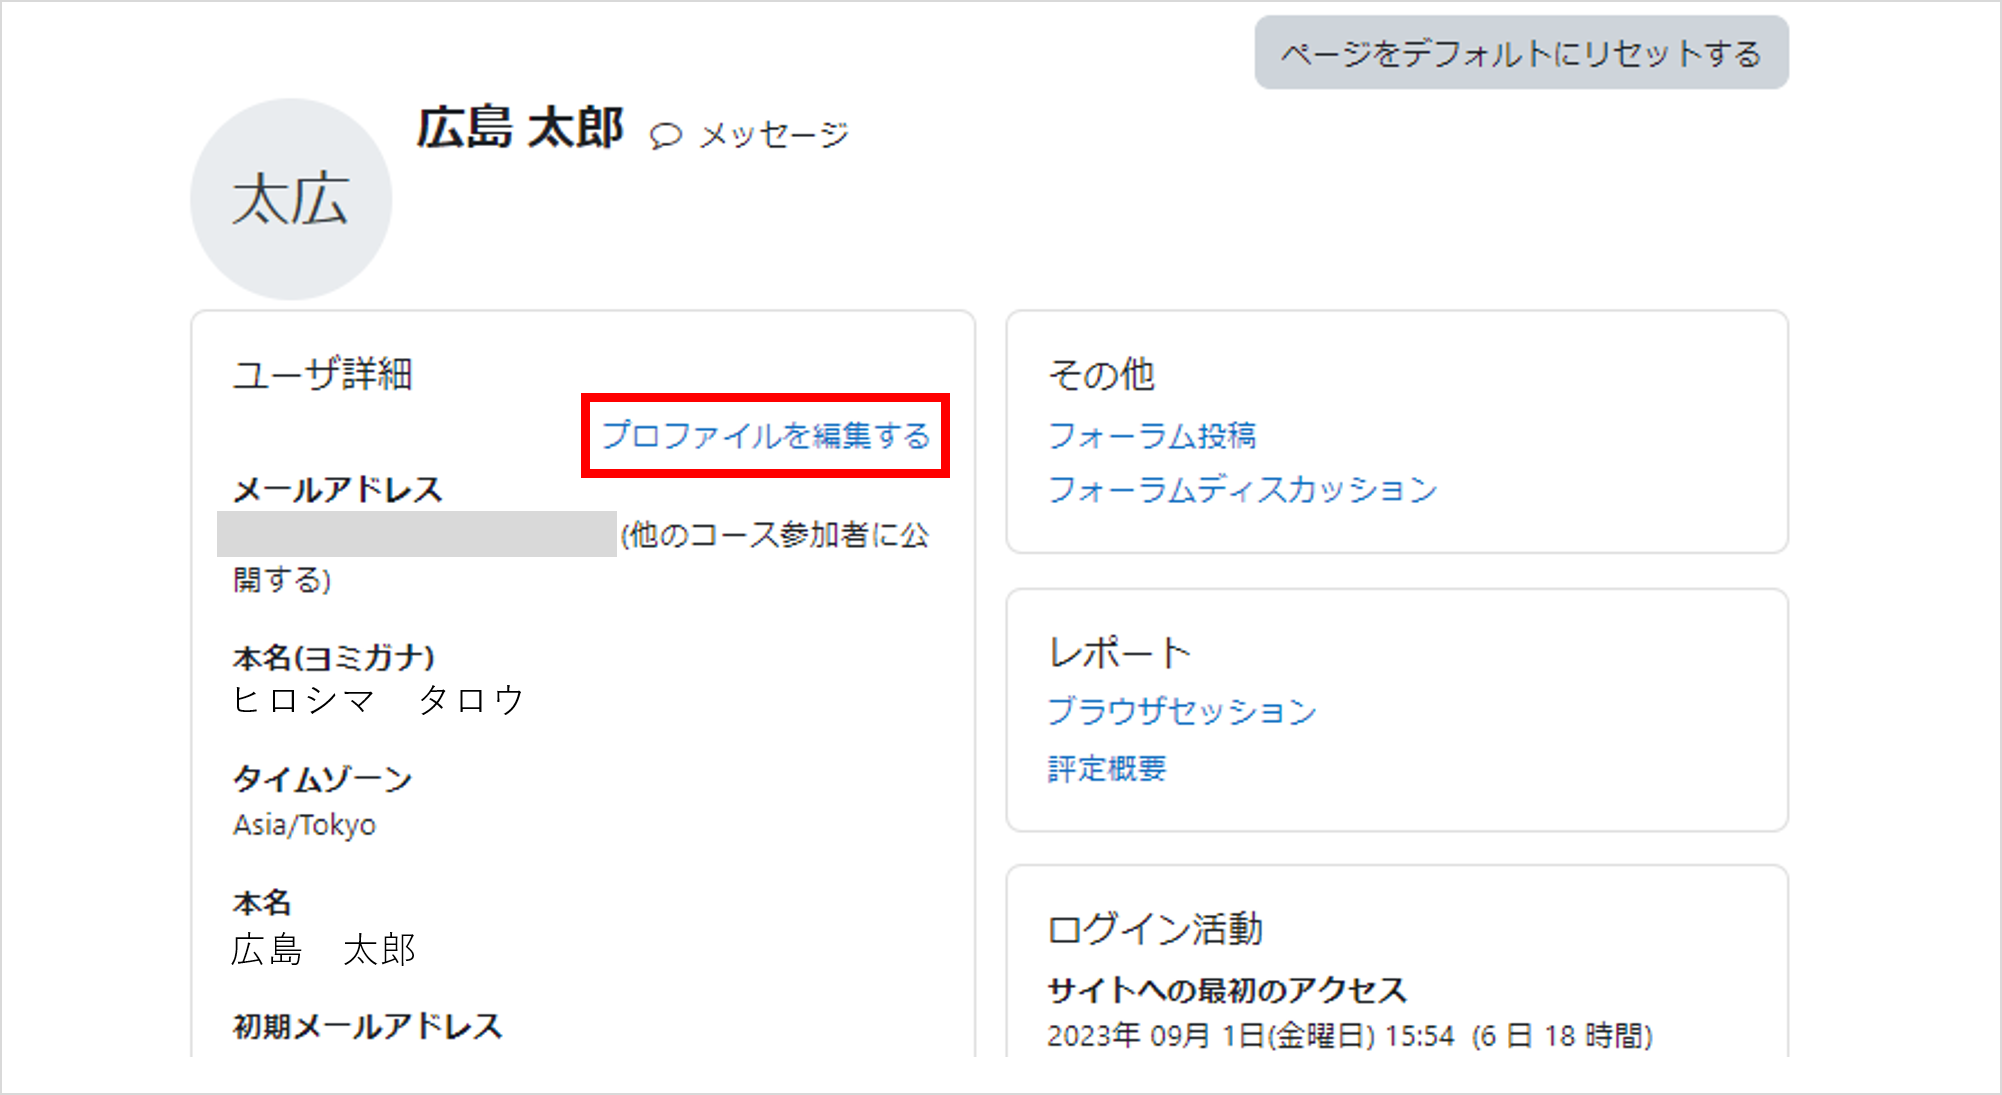 ページをデフォルトにリセットする
太広
広島 太郎 メッセージ
ユーザ詳細
プロファイルを編集する
メールアドレス
(他のコース参加者に公
開する)
本名(ヨミガナ)
ヒロシマ　タロウ
タイムゾーン
Asia/Tokyo
本名
広島　太郎
初期メールアドレス
その他
フォーラム投稿
フォーラムディスカッション
レポート
ブラウザセッション
評定概要
ログイン活動
サイトへの最初のアクセス
2023年 09月 1日(金曜日) 15:54 (6 日 18 時間)